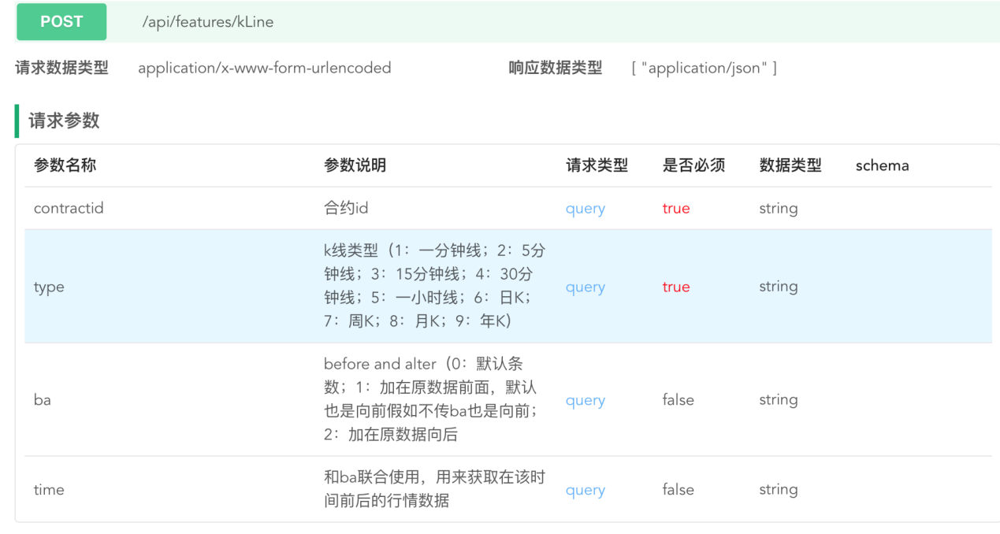 POST /api/features/kLine
请求数据类型 application/x-www-form-urlencoded 响应数据类型 [ "application/json" ]
请求参数
参数名称 参数说明 请求类型 是否必须 数据类型 schema
contractid 合约id query true string
k线类型（1：一分钟线；2：5分
钟线；3：15分钟线；4：30分
type query true string
钟线；5：一小时线；6：日K；
7：周K；8：月K；9：年K）
before and alter（0：默认条
数；1：加在原数据前面，默认
ba query false string
也是向前假如不传ba也是向前；
2：加在原数据向后
和ba联合使用，用来获取在该时
time query false string
间前后的行情数据